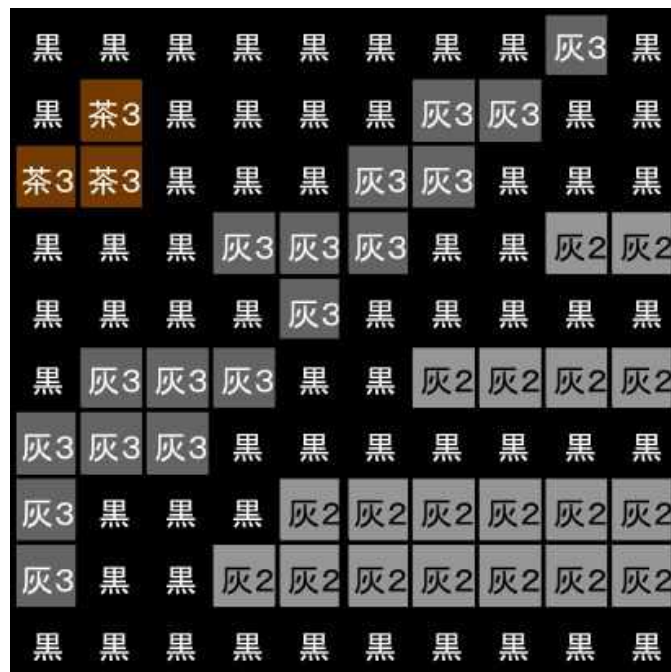 黒 黒 黒 黒 黒 黒 黒 黒 灰3 黒
黒 茶3 黒 黒 黒 黒 灰3 灰3 黒 黒
茶3 茶3 黒 黒 黒 灰3 灰3 黒 黒 黒
黒 黒 黒 灰3 灰3 灰3 黒 黒 灰2 灰2
黒 黒 黒 黒 灰3 黒 黒 黒 黒 黒
黒 灰3 灰3 灰3 黒 黒 灰2 灰2 灰2 灰2
灰3 灰3 灰3 黒 黒 黒 黒 黒 黒 黒
灰3 黒 黒 黒 灰2 灰2 灰2 灰2 灰2 灰2
灰3 黒 黒 灰2 灰2 灰2 灰2 灰2 灰2 灰2
黒 黒 黒 黒 黒 黒 黒 黒 黒 黒